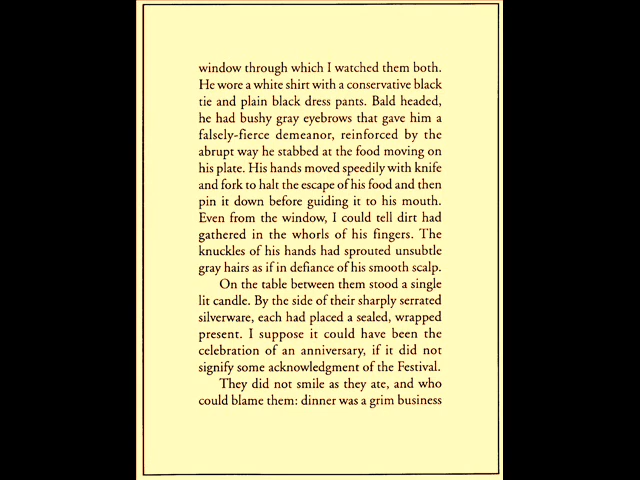 window through which I watched them both.
He wore a white shirt with a conservative black
tie and plain black dress pants. Bald headed,
he had bushy gray eyebrows that gave him a
falsely-fierce demeanor, reinforced by the
abrupt way he stabbed at the food moving on
his plate. His hands moved speedily with knife
and fork to halt the escape of his food and then
pin it down before guiding it to his mouth.
Even from the window, I could tell dirt had
gathered in the whorls of his fingers. The
knuckles of his hands had sprouted unsubtle
gray hairs as if in defiance of his smooth scalp.
On the table between them stood a single
lit candle. By the side of their sharply serrated
silverware, each had placed a sealed, wrapped
present. I suppose it could have been the
celebration of an anniversary, if it did not
signify some acknowledgment of the Festival.
They did not smile as they ate, and who
could blame them: dinner was a grim business